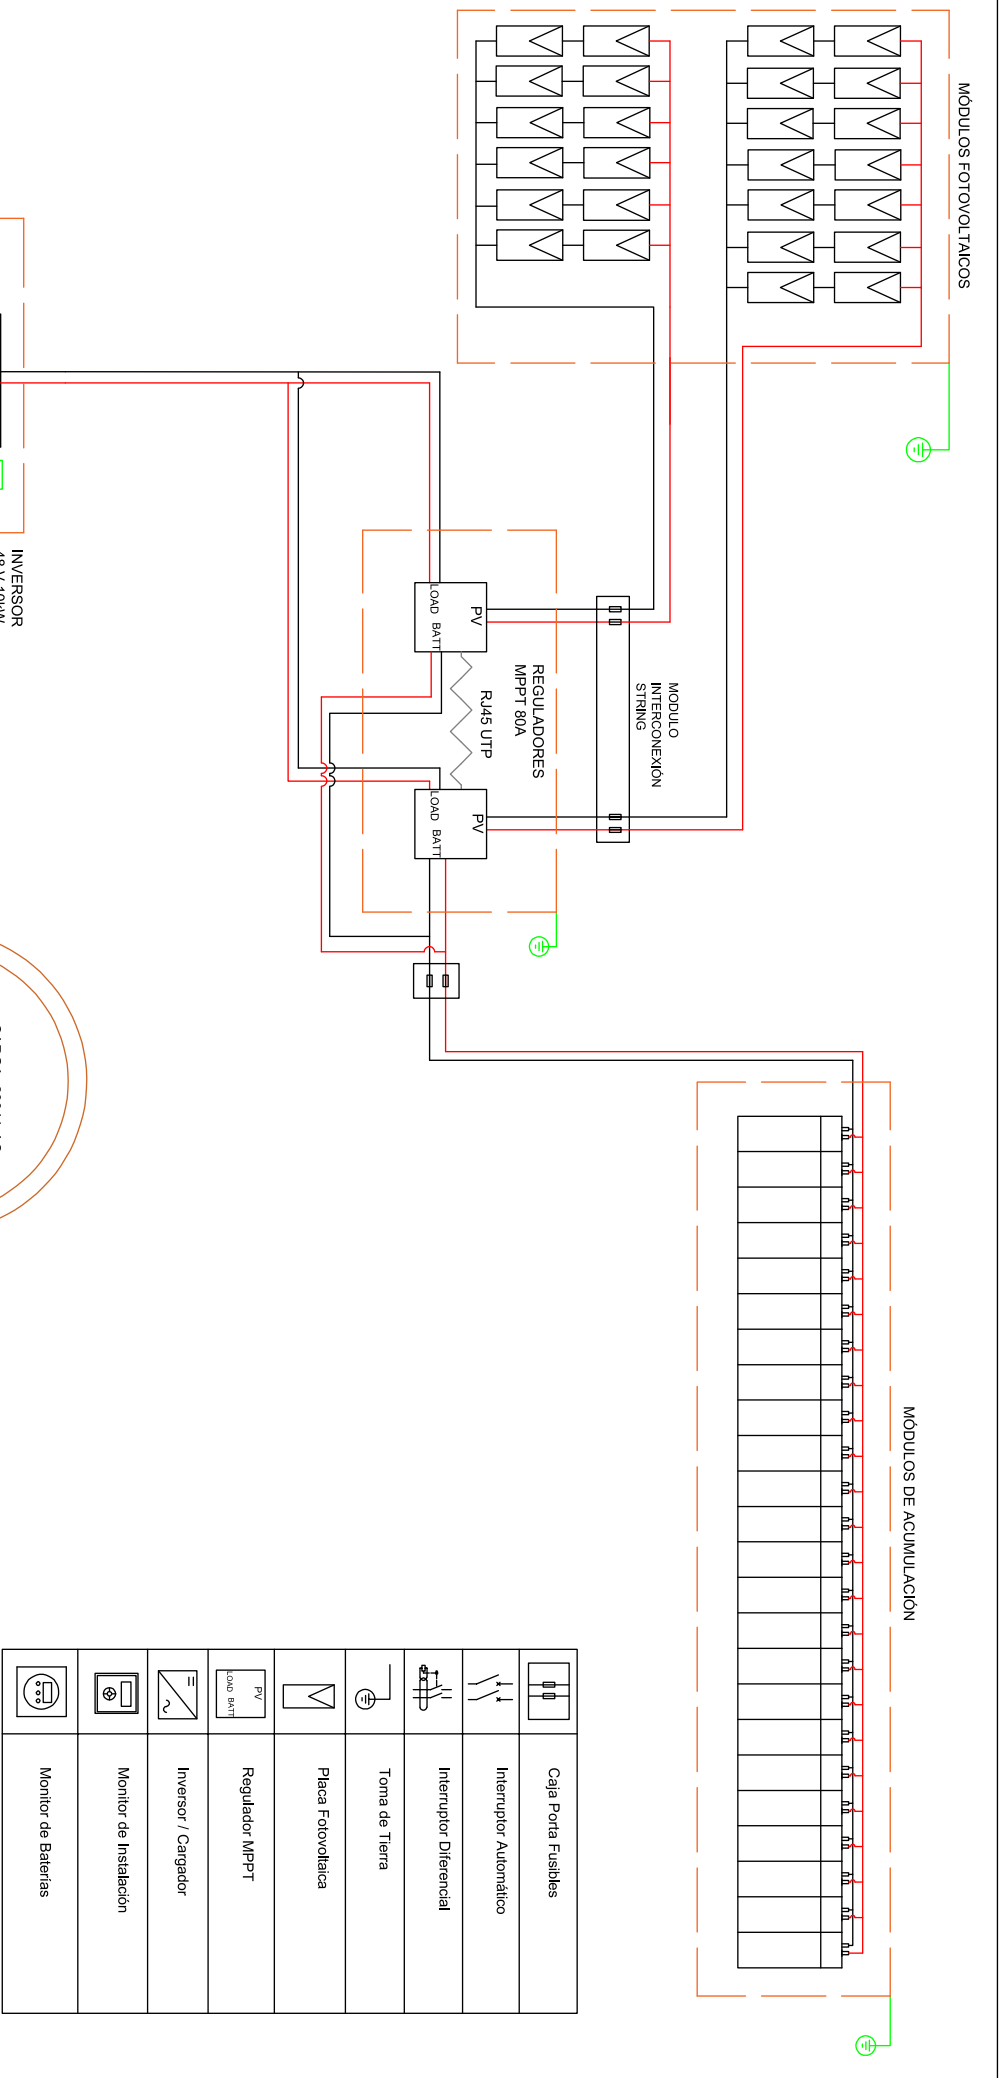 MÓDULOS FOTOVOLTAICOS
MÓDULOS DE ACUMULACIÓN
MODULO
INTERCONEXIÓN
STRING
REGULADORES
MPPT 80A
RJ45 UTP
PV
LOAD BATT
PV
LOAD BATT
INVERSOR
Caja Porta Fusibles
Interruptor Automático
Interruptor Diferencial
Toma de Tierra
Placa Fotovoltaica
PV
LOAD BATT
Regulador MPPT
Inversor / Cargador
Monitor de Instalación
Monitor de Baterías